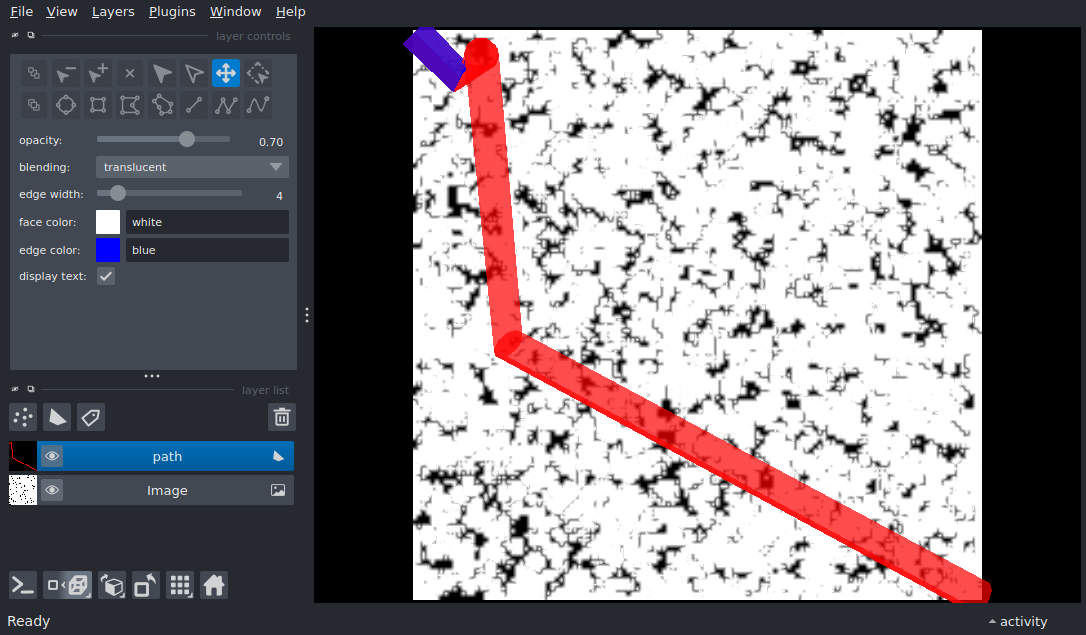 File View Layers Plugins Window Help
layer controls
opacity: 0.70
blending: translucent
edge width: 4
face color: white
edge color: blue
display text:
layer list
path
Image
Ready
activity